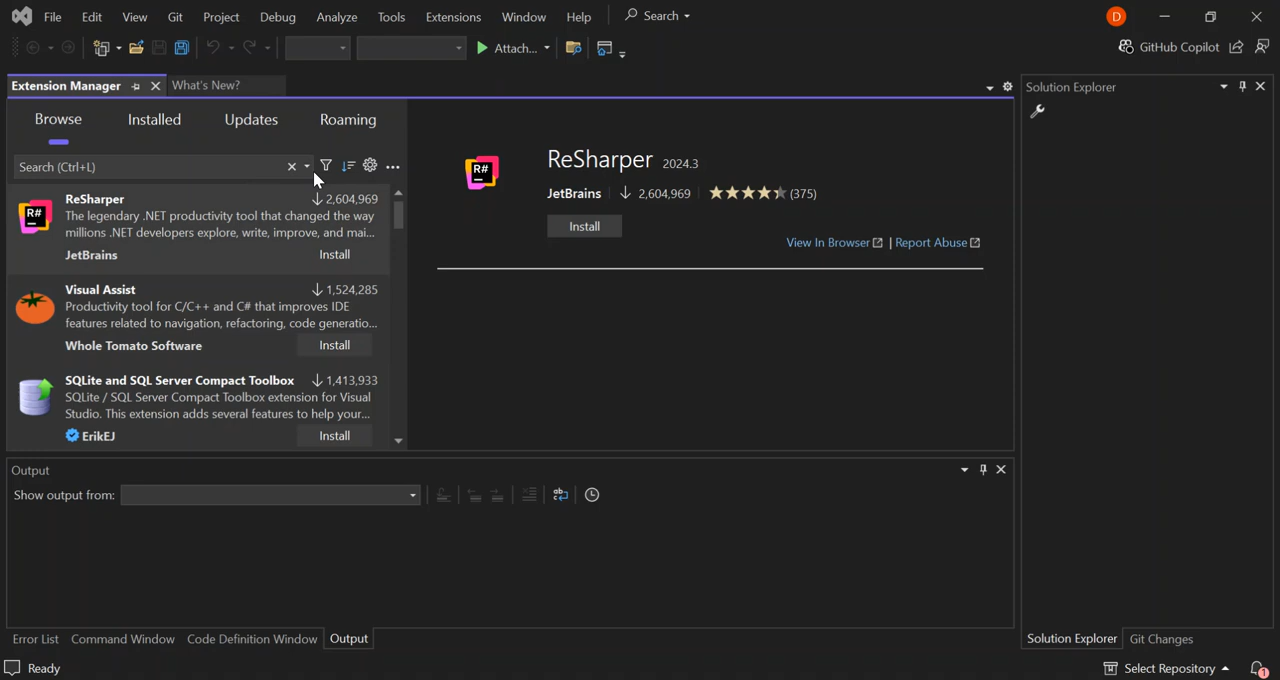 File Edit View Git Project Debug Analyze Tools Extensions Window Help Search D
Attach... GitHub Copilot
Extension Manager What's New? Solution Explorer
Browse Installed Updates Roaming
Search (Ctrl+L)
R# ReSharper 2024.3
JetBrains 2,604,969 (375)
Install
View In Browser | Report Abuse
ReSharper 2,604,969
R# The legendary .NET productivity tool that changed the way
millions .NET developers explore, write, improve, and mai...
JetBrains Install
Visual Assist 1,524,285
Productivity tool for C/C++ and C# that improves IDE
features related to navigation, refactoring, code generatio...
Whole Tomato Software Install
SQLite and SQL Server Compact Toolbox 1,413,933
SQLite / SQL Server Compact Toolbox extension for Visual
Studio. This extension adds several features to help your...
ErikEJ Install
Output
Show output from:
Error List Command Window Code Definition Window Output Solution Explorer Git Changes
Ready Select Repository 1